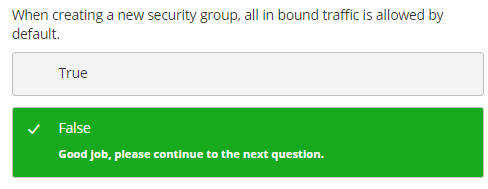 When creating a new security group, all in bound traffic is allowed by
default.
True
False
Good job, please continue to the next question.